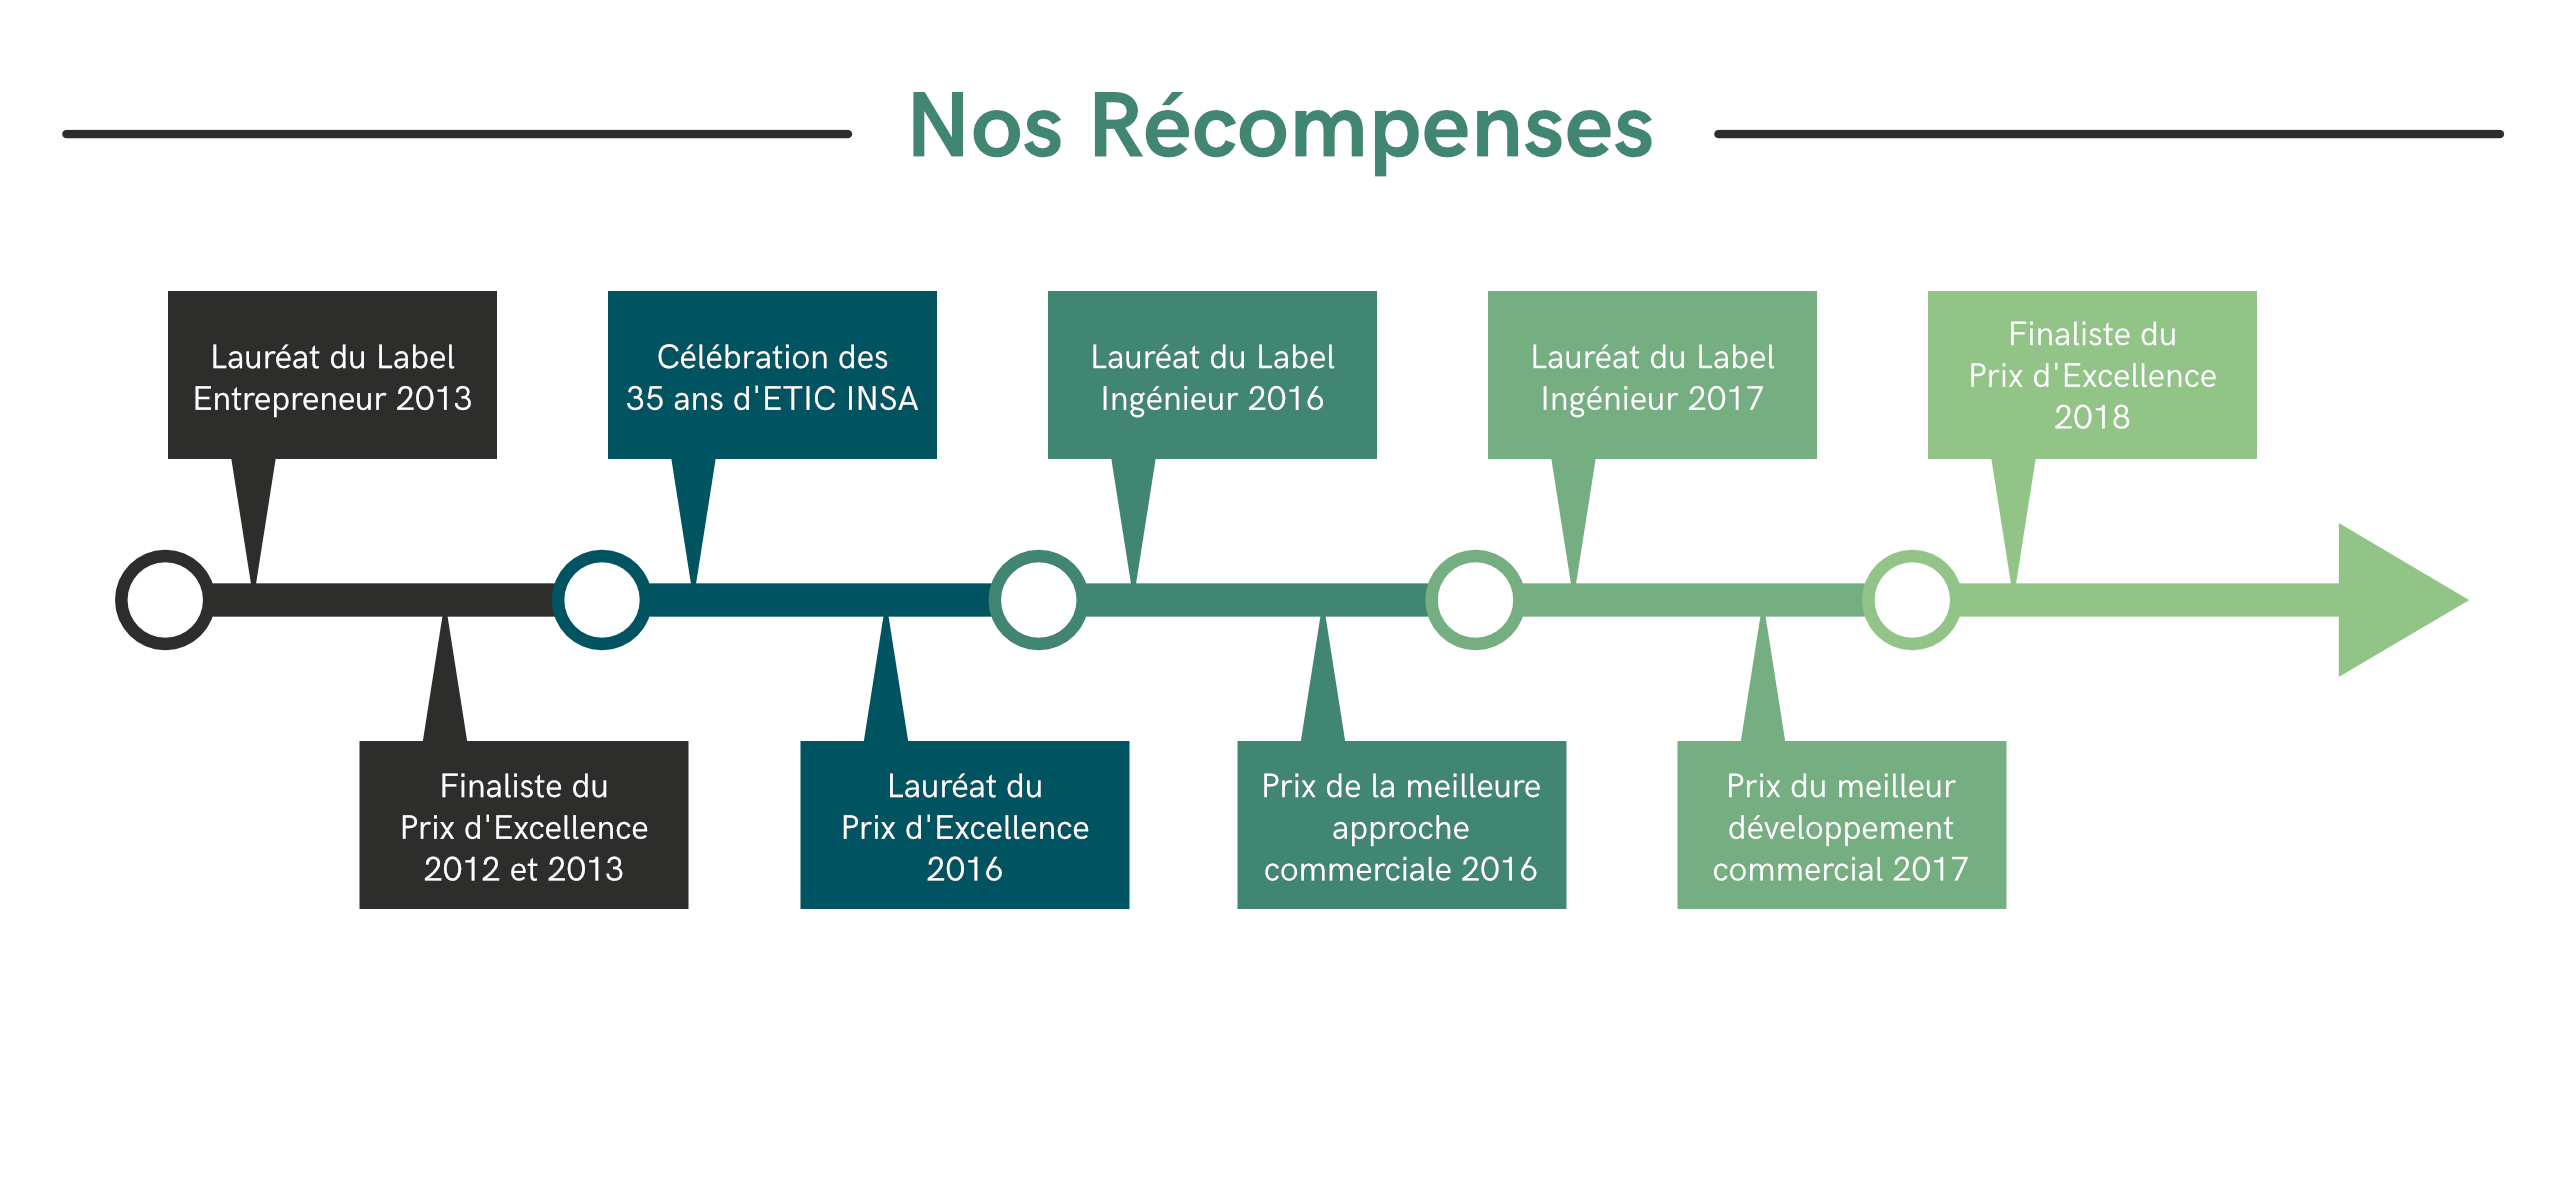 Nos Récompenses
Lauréat du Label
Entrepreneur 2013
Célébration des
35 ans d'ETIC INSA
Lauréat du Label
Ingénieur 2016
Lauréat du Label
Ingénieur 2017
Finaliste du
Prix d'Excellence
2018
Finaliste du
Prix d'Excellence
2012 et 2013
Lauréat du
Prix d'Excellence
2016
Prix de la meilleure
approche
commerciale 2016
Prix du meilleur
développement
commercial 2017